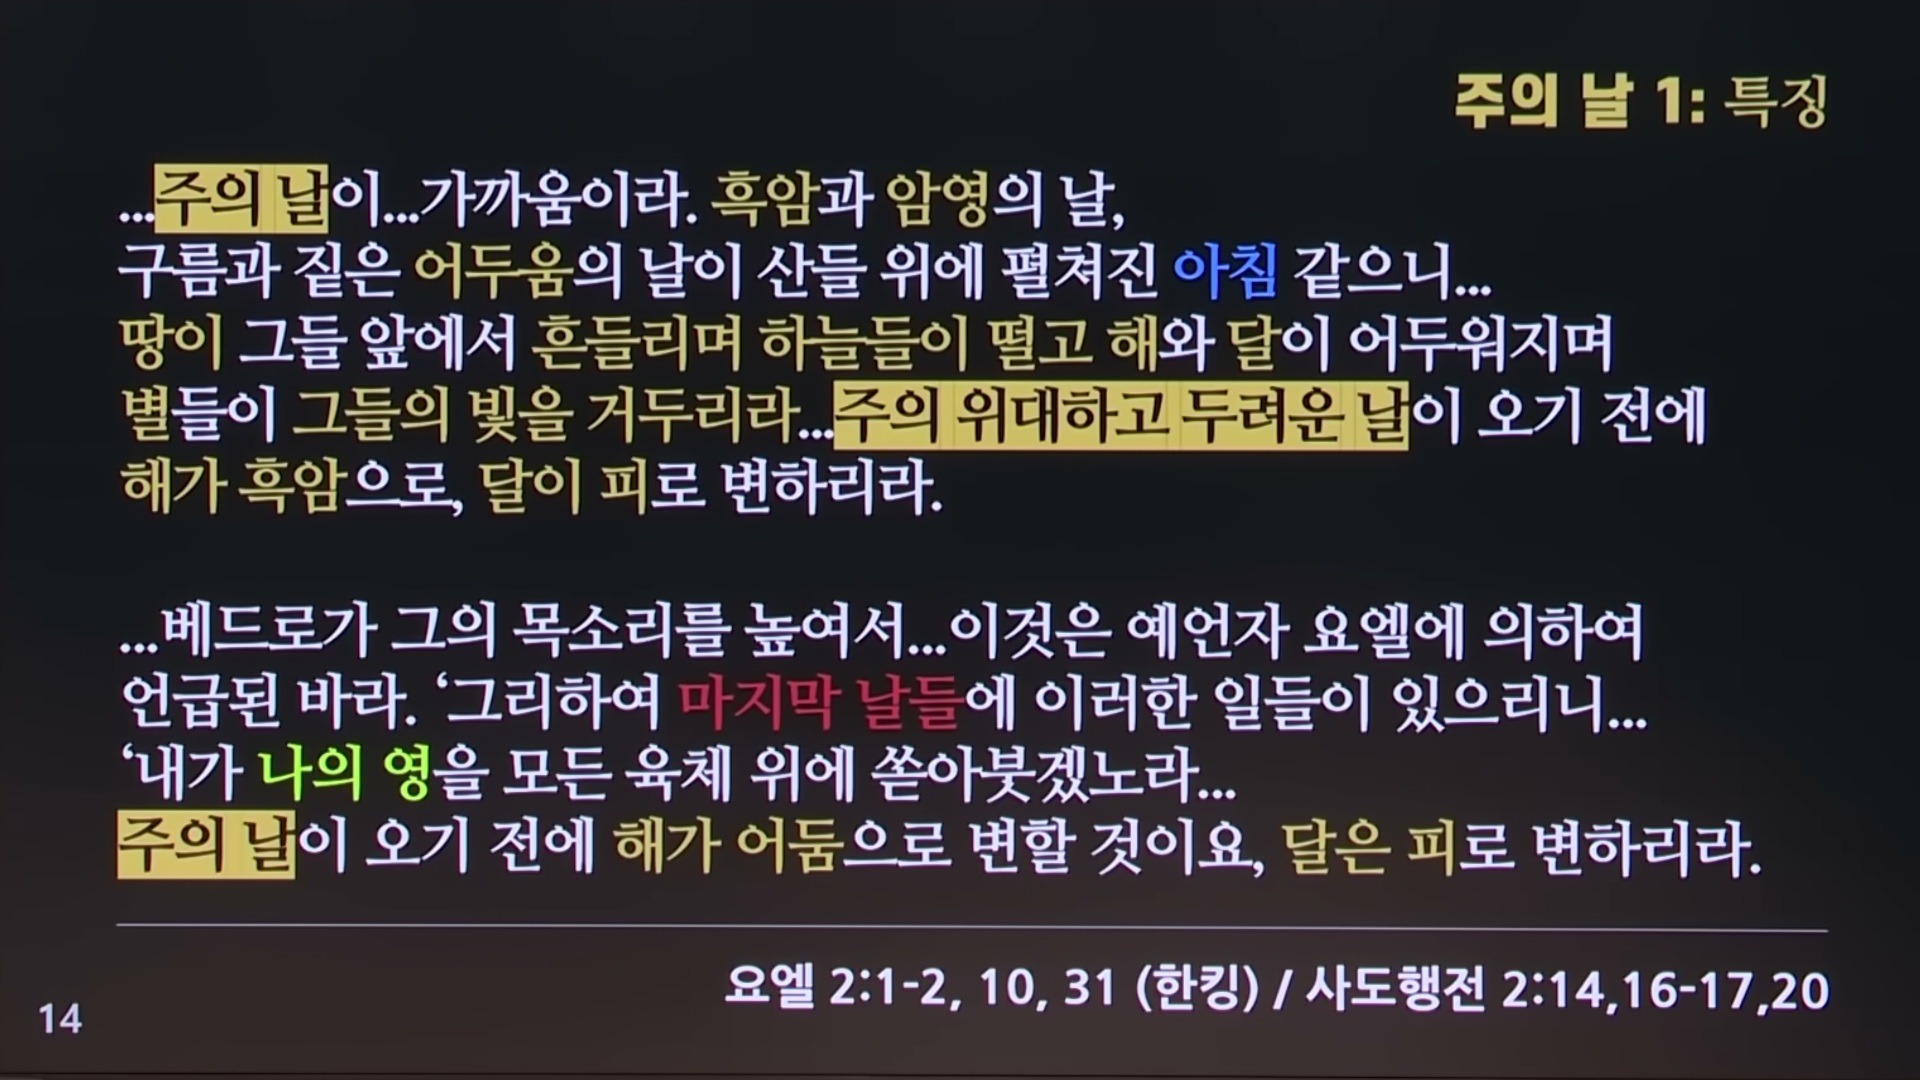 주의 날 1: 특징
...주의 날이...가까움이라. 흑암과 암영의 날,
구름과 짙은 어두움의 날이 산들 위에 펼쳐진 아침 같으니...
땅이 그들 앞에서 흔들리며 하늘들이 떨고 해와 달이 어두워지며
별들이 그들의 빛을 거두리라...주의 위대하고 두려운 날이 오기 전에
해가 흑암으로, 달이 피로 변하리라.
...베드로가 그의 목소리를 높여서...이것은 예언자 요엘에 의하여
언급된 바라. ‘그리하여 마지막 날들에 이러한 일들이 있으리니...
‘내가 나의 영을 모든 육체 위에 쏟아붓겠노라...
주의 날이 오기 전에 해가 어둠으로 변할 것이요, 달은 피로 변하리라.
요엘 2:1-2, 10, 31 (한킹) / 사도행전 2:14,16-17,20
14